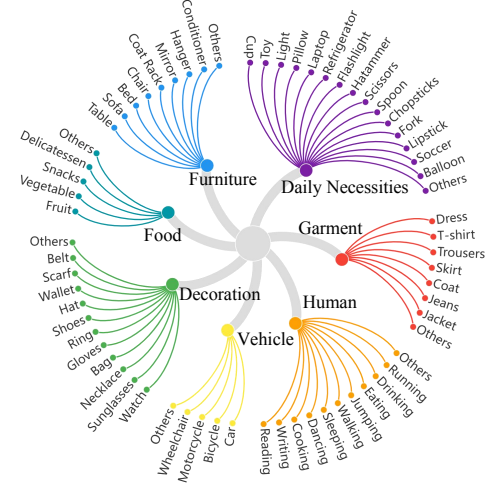 Furniture
Table
Sofa
Bed
Chair
Coat Rack
Mirror
Hanger
Conditioner
Others
Daily Necessities
Cup
Toy
Light
Pillow
Laptop
Refrigerator
Flashlight
Hatammer
Scissors
Spoon
Chopsticks
Fork
Lipstick
Soccer
Balloon
Others
Garment
Dress
T-shirt
Trousers
Skirt
Coat
Jeans
Jacket
Others
Human
Others
Running
Drinking
Eating
Jumping
Walking
Sleeping
Dancing
Cooking
Writing
Reading
Vehicle
Car
Bicycle
Motorcycle
Wheelchair
Others
Decoration
Others
Belt
Scarf
Wallet
Hat
Shoes
Ring
Gloves
Bag
Necklace
Sunglasses
Watch
Food
Others
Delicatessen
Snacks
Vegetable
Fruit